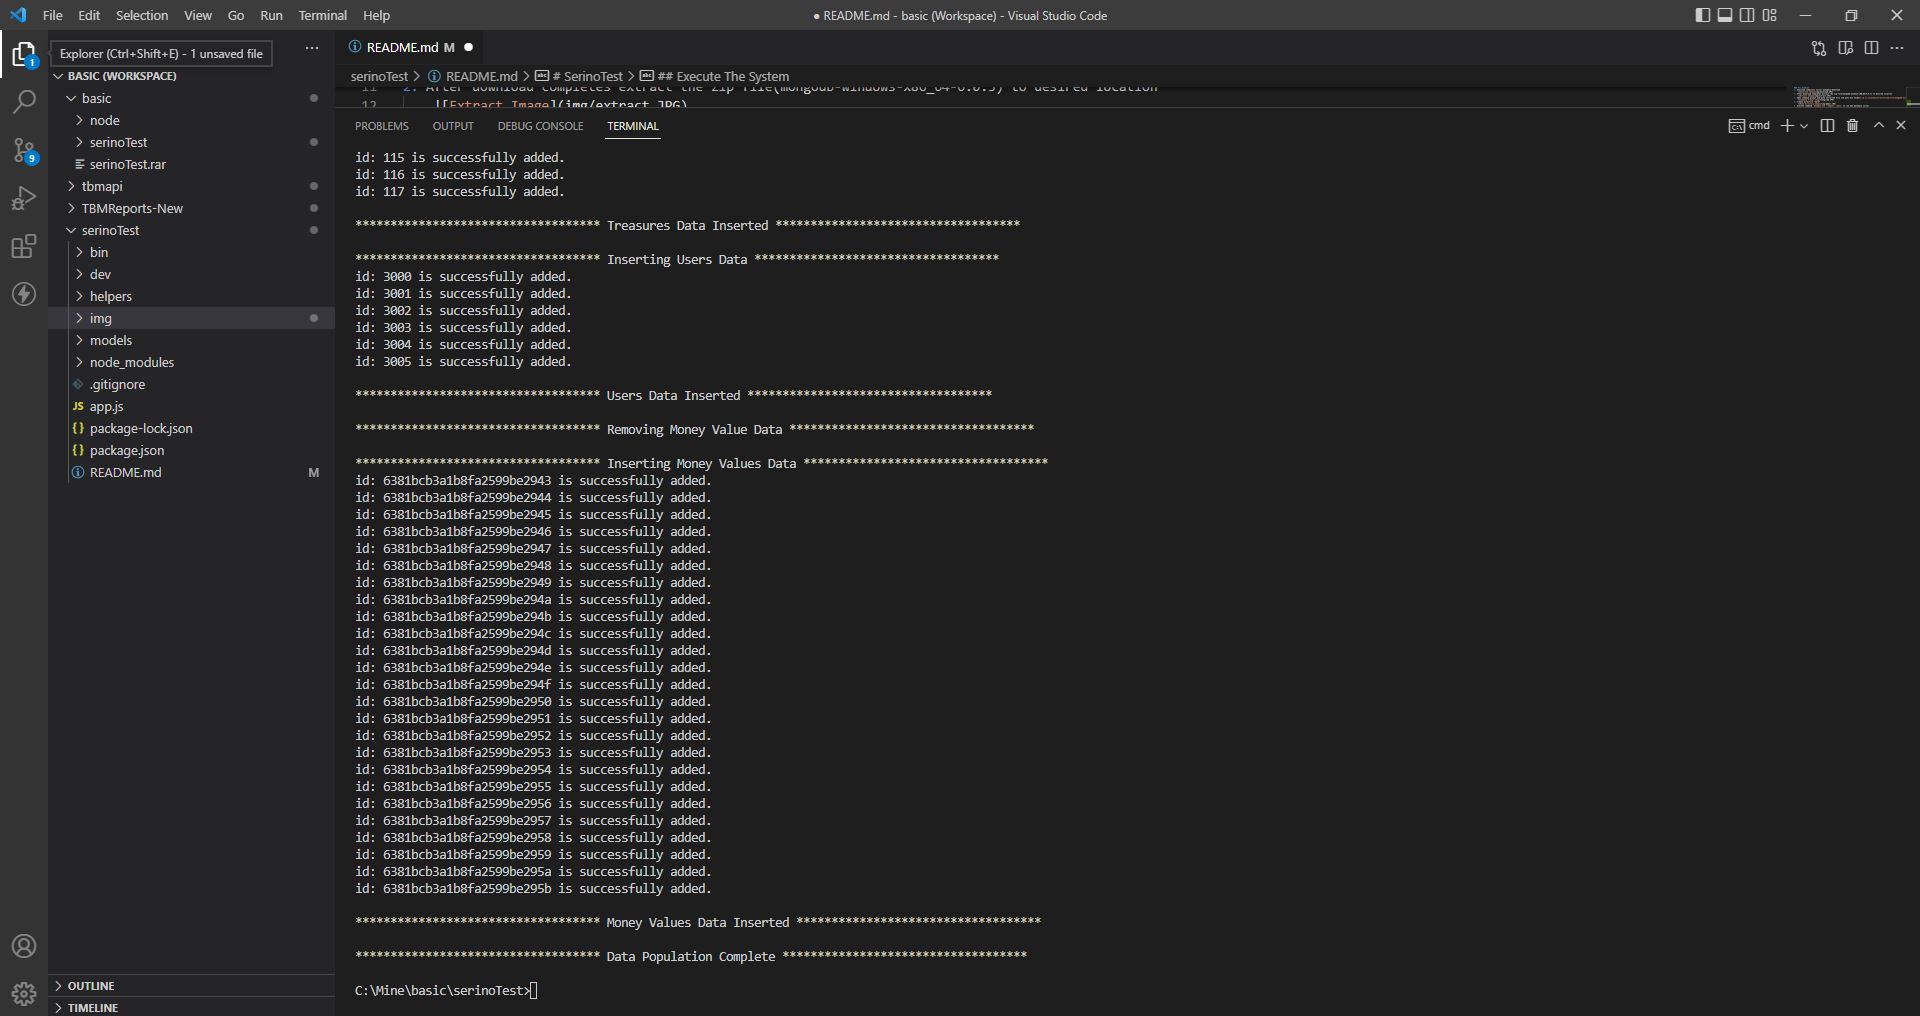 File Edit Selection View Go Run Terminal Help
● README.md - basic (Workspace) - Visual Studio Code
1
Explorer (Ctrl+Shift+E) - 1 unsaved file
9
BASIC (WORKSPACE)
basic
node
serinoTest
serinoTest.rar
tbmapi
TBMReports-New
serinoTest
bin
dev
helpers
img
models
node_modules
.gitignore
JS app.js
{} package-lock.json
{} package.json
README.md M
OUTLINE
TIMELINE
README.md M ●
serinoTest > README.md > # SerinoTest > ## Execute The System
11 2. After download completes extract the zip file(mongodb-windows-x86_64-6.0.3) to desired location
12 ![Extract Image](img/extract.JPG)
PROBLEMS OUTPUT DEBUG CONSOLE TERMINAL
cmd
id: 115 is successfully added.
id: 116 is successfully added.
id: 117 is successfully added.
*********************************** Treasures Data Inserted ***********************************
*********************************** Inserting Users Data ***********************************
id: 3000 is successfully added.
id: 3001 is successfully added.
id: 3002 is successfully added.
id: 3003 is successfully added.
id: 3004 is successfully added.
id: 3005 is successfully added.
*********************************** Users Data Inserted ***********************************
*********************************** Removing Money Value Data ***********************************
*********************************** Inserting Money Values Data ***********************************
id: 6381bcb3a1b8fa2599be2943 is successfully added.
id: 6381bcb3a1b8fa2599be2944 is successfully added.
id: 6381bcb3a1b8fa2599be2945 is successfully added.
id: 6381bcb3a1b8fa2599be2946 is successfully added.
id: 6381bcb3a1b8fa2599be2947 is successfully added.
id: 6381bcb3a1b8fa2599be2948 is successfully added.
id: 6381bcb3a1b8fa2599be2949 is successfully added.
id: 6381bcb3a1b8fa2599be294a is successfully added.
id: 6381bcb3a1b8fa2599be294b is successfully added.
id: 6381bcb3a1b8fa2599be294c is successfully added.
id: 6381bcb3a1b8fa2599be294d is successfully added.
id: 6381bcb3a1b8fa2599be294e is successfully added.
id: 6381bcb3a1b8fa2599be294f is successfully added.
id: 6381bcb3a1b8fa2599be2950 is successfully added.
id: 6381bcb3a1b8fa2599be2951 is successfully added.
id: 6381bcb3a1b8fa2599be2952 is successfully added.
id: 6381bcb3a1b8fa2599be2953 is successfully added.
id: 6381bcb3a1b8fa2599be2954 is successfully added.
id: 6381bcb3a1b8fa2599be2955 is successfully added.
id: 6381bcb3a1b8fa2599be2956 is successfully added.
id: 6381bcb3a1b8fa2599be2957 is successfully added.
id: 6381bcb3a1b8fa2599be2958 is successfully added.
id: 6381bcb3a1b8fa2599be2959 is successfully added.
id: 6381bcb3a1b8fa2599be295a is successfully added.
id: 6381bcb3a1b8fa2599be295b is successfully added.
*********************************** Money Values Data Inserted ***********************************
*********************************** Data Population Complete ***********************************
C:\Mine\basic\serinoTest>